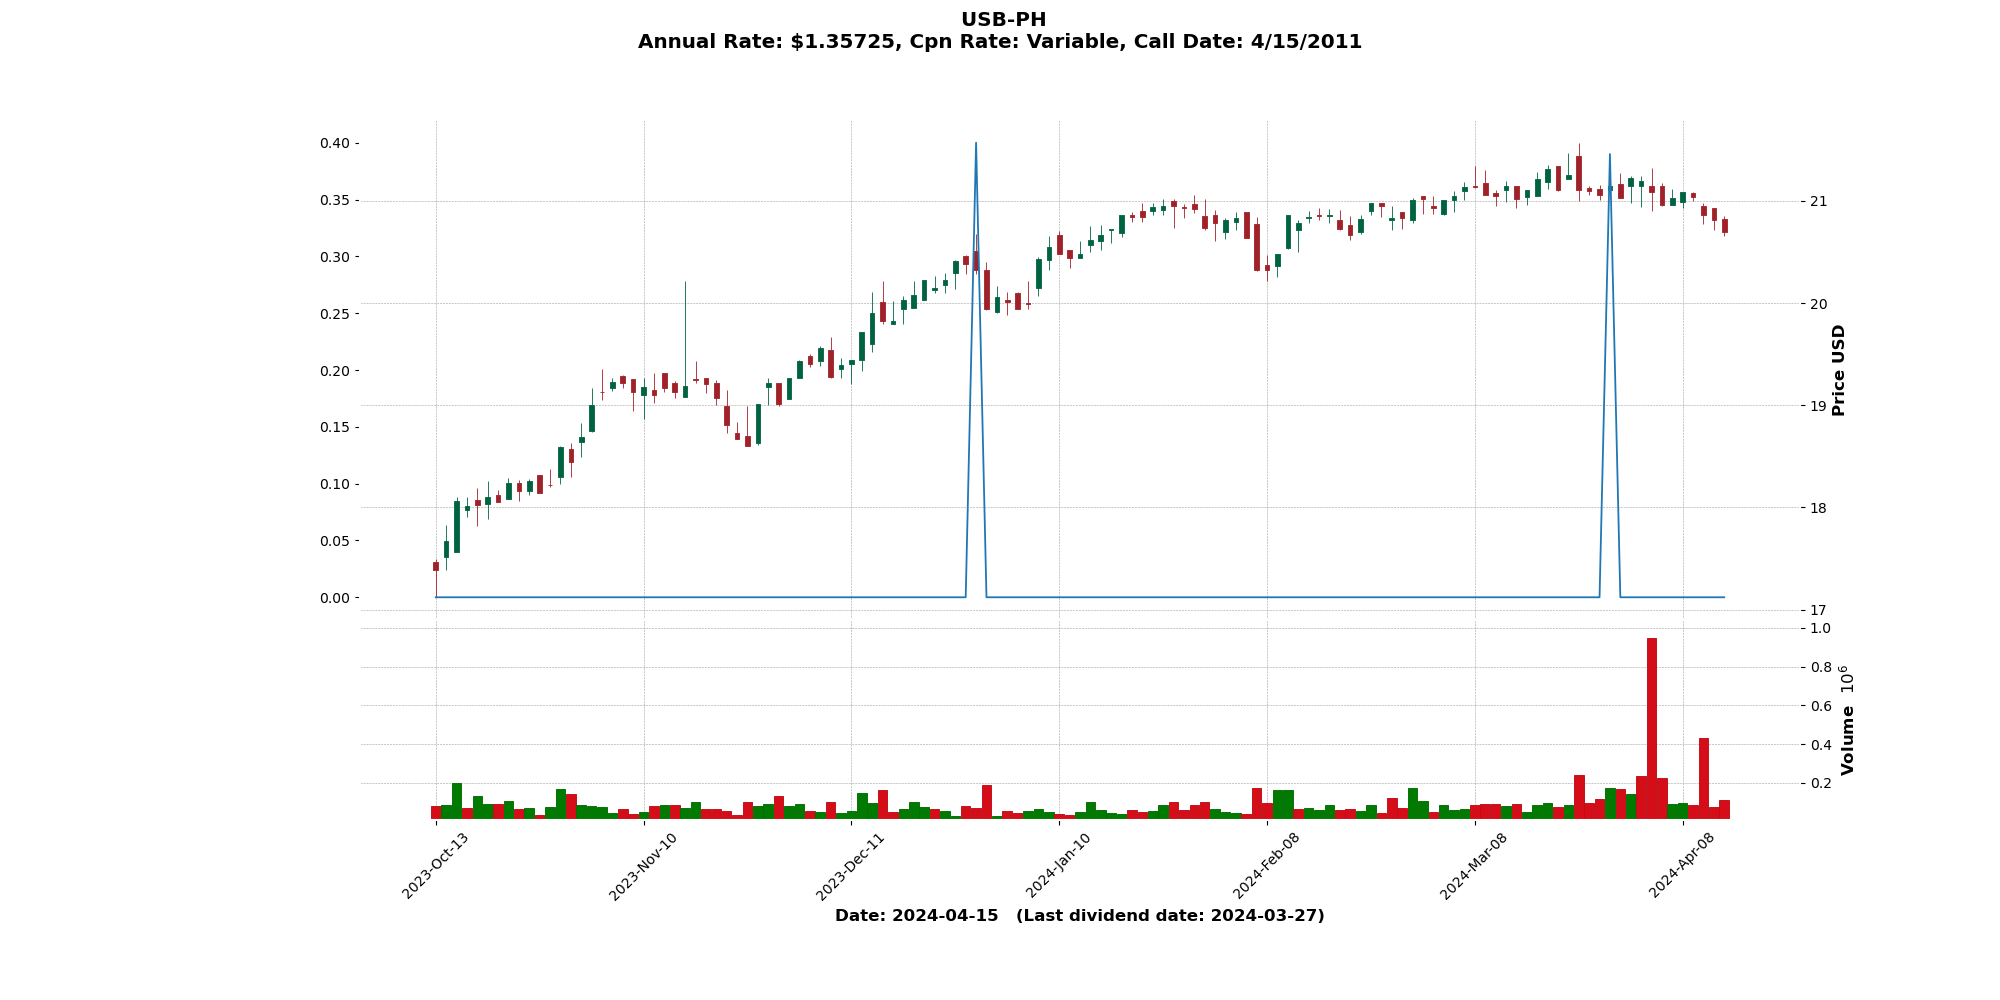 USB-PH
Annual Rate: $1.35725, Cpn Rate: Variable, Call Date: 4/15/2011
0.40
0.35
0.30
0.25
0.20
0.15
0.10
0.05
0.00
21
20
19
18
17
Price USD
1.0
0.8
0.6
0.4
0.2
Volume 10⁶
2023-Oct-13
2023-Nov-10
2023-Dec-11
2024-Jan-10
2024-Feb-08
2024-Mar-08
2024-Apr-08
Date: 2024-04-15 (Last dividend date: 2024-03-27)